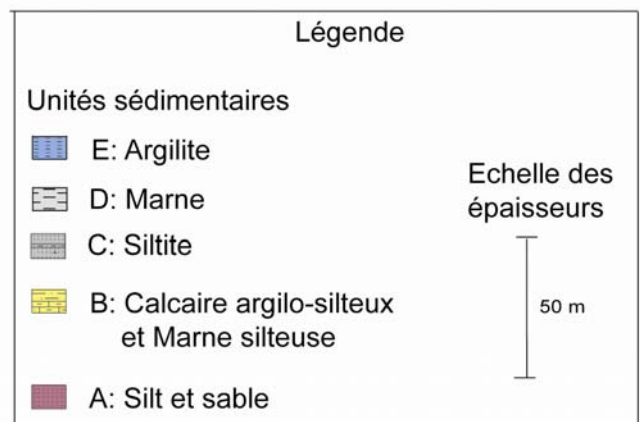 Légende
Unités sédimentaires
E: Argilite
D: Marne
C: Siltite
B: Calcaire argilo-silteux
et Marne silteuse
A: Silt et sable
Echelle des
épaisseurs
50 m